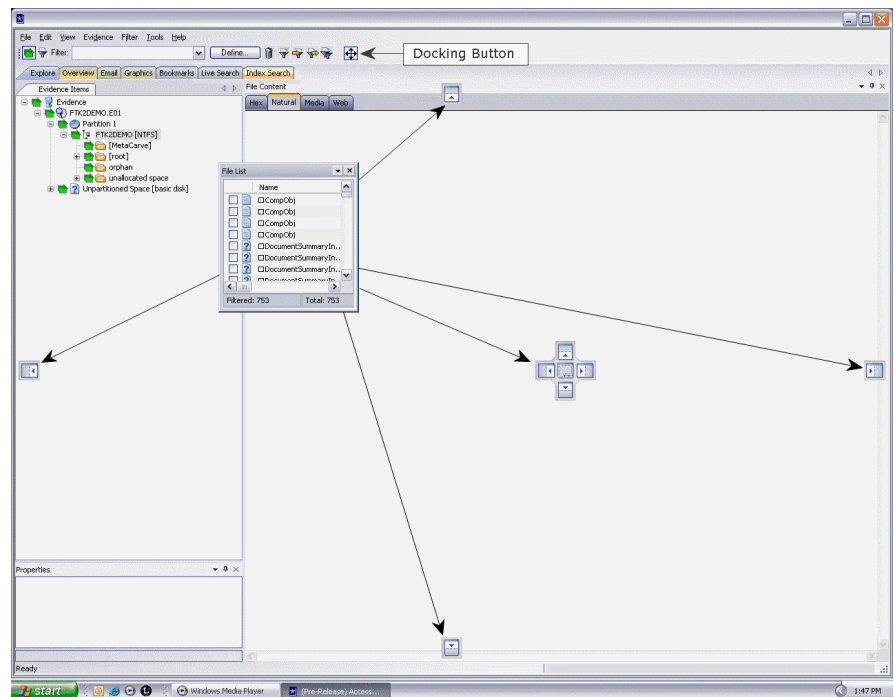 File Edit View Evidence Filter Tools Help
Filter: Define... Docking Button
Explore Overview Email Graphics Bookmarks Live Search Index Search
Evidence Items
File Content
Hex Natural Media Web
Evidence
FTK2DEMO.E01
Partition 1
FTK2DEMO [NTFS]
[MetaCarve]
[root]
orphan
unallocated space
Unpartitioned Space [basic disk]
File List
Name
CompObj
CompObj
CompObj
CompObj
DocumentSummaryIn..
DocumentSummaryIn..
DocumentSummaryIn..
DocumentSummaryIn..
Filtered: 753 Total: 753
Properties
Ready
start Windows Media Player (Pre-Release) Access... 1:47 PM